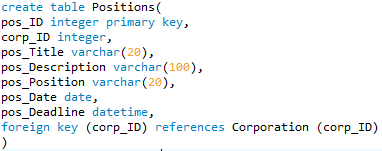 create table Positions(
pos_ID integer primary key,
corp_ID integer,
pos_Title varchar(20),
pos_Description varchar(100),
pos_Position varchar(20),
pos_Date date,
pos_Deadline datetime,
foreign key (corp_ID) references Corporation (corp_ID)
)